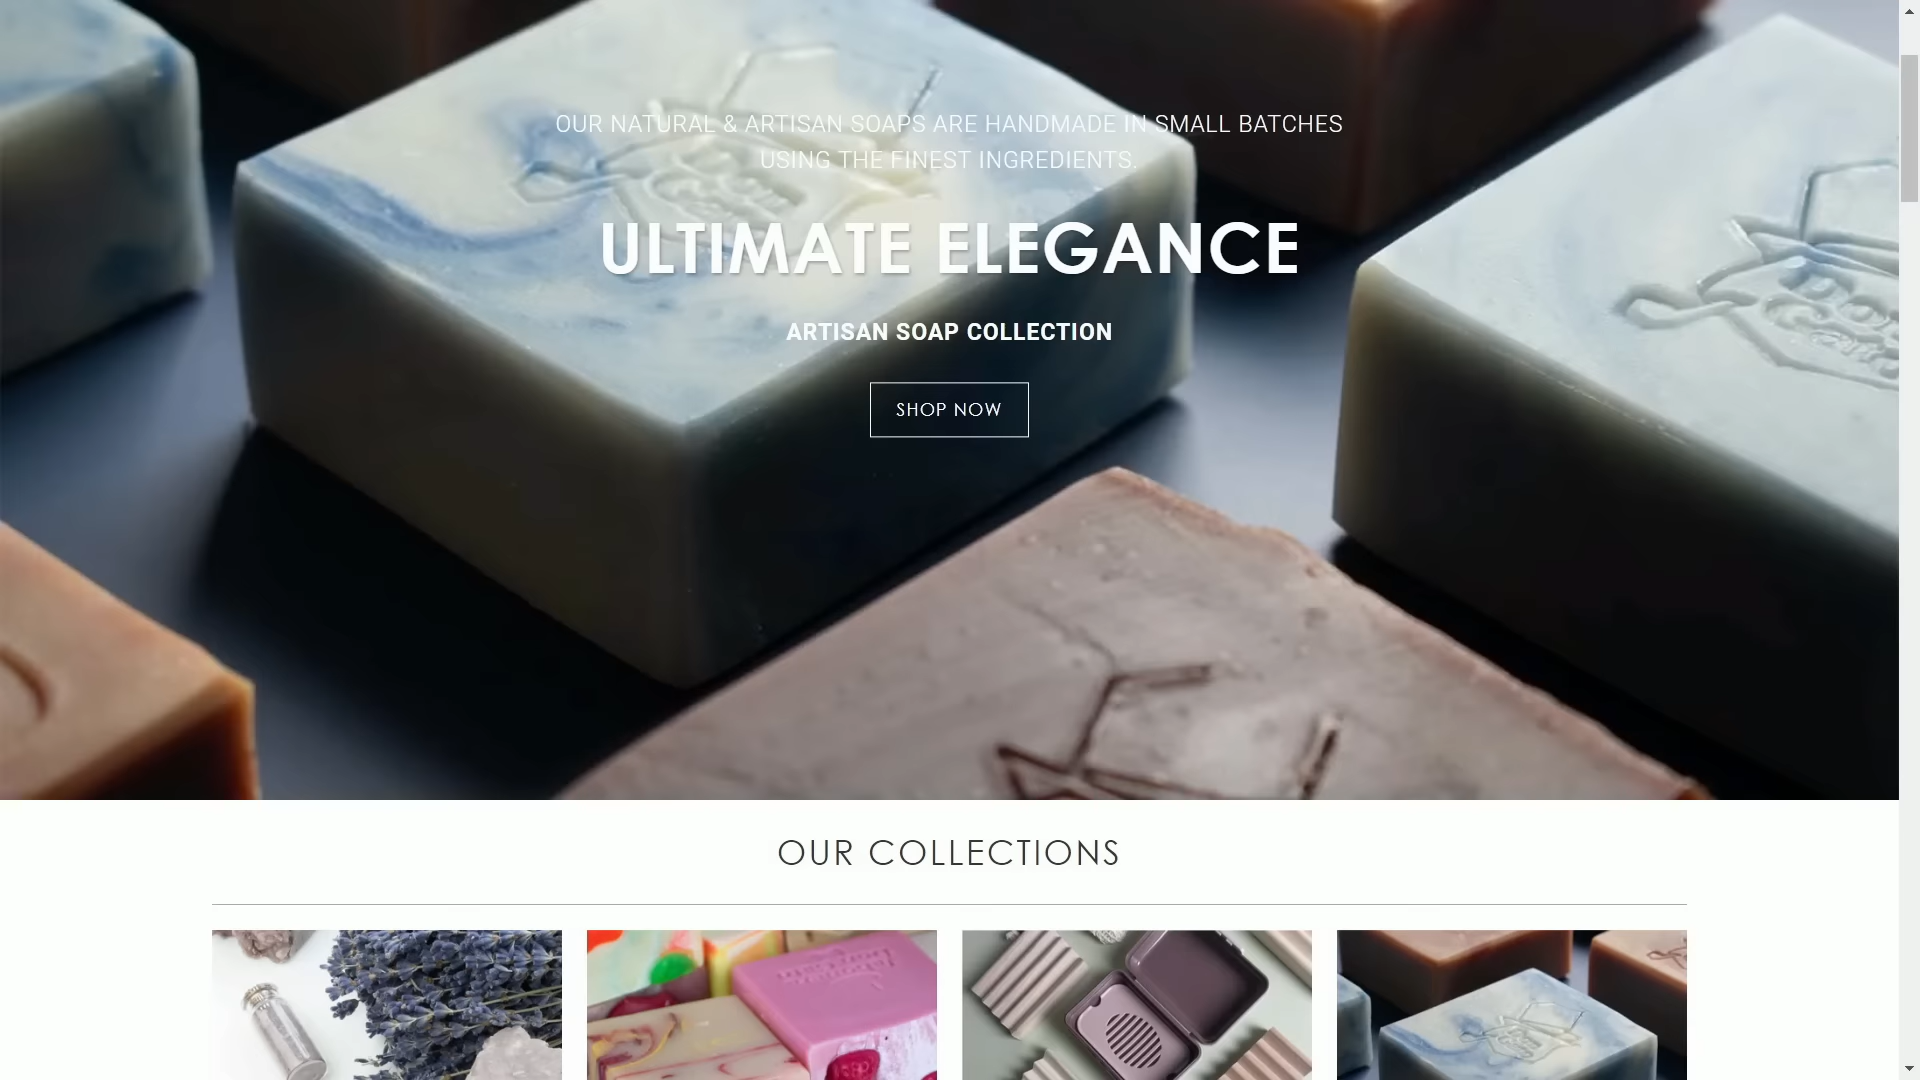 OUR NATURAL & ARTISAN SOAPS ARE HANDMADE IN SMALL BATCHES
USING THE FINEST INGREDIENTS.
ULTIMATE ELEGANCE
ARTISAN SOAP COLLECTION
SHOP NOW
OUR COLLECTIONS